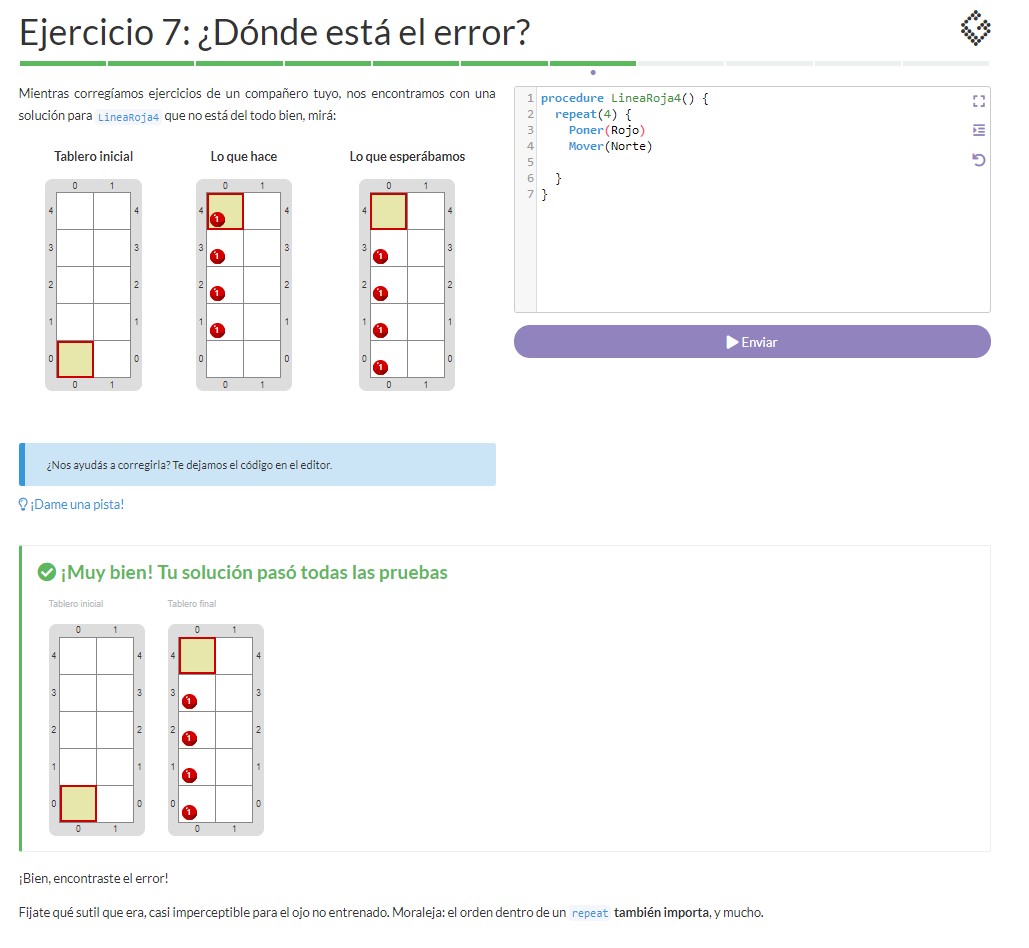 Ejercicio 7: ¿Dónde está el error?
Mientras corregíamos ejercicios de un compañero tuyo, nos encontramos con una
solución para LineaRoja4 que no está del todo bien, mirá:
Tablero inicial Lo que hace Lo que esperábamos
0 1 0 1 0 1
4 4 4 1 4 4 4
3 3 3 1 3 3 1 3
2 2 2 1 2 2 1 2
1 1 1 1 1 1 1 1
0 0 0 0 0 1 0
0 1 0 1 0 1
¿Nos ayudás a corregirla? Te dejamos el código en el editor.
¡Dame una pista!
1 procedure LineaRoja4() {
2 repeat(4) {
3 Poner(Rojo)
4 Mover(Norte)
5
6 }
7 }
Enviar
¡Muy bien! Tu solución pasó todas las pruebas
Tablero inicial Tablero final
0 1 0 1
4 4 4 4
3 3 3 1 3
2 2 2 1 2
1 1 1 1 1
0 0 0 1 0
0 1 0 1
¡Bien, encontraste el error!
Fijate qué sutil que era, casi imperceptible para el ojo no entrenado. Moraleja: el orden dentro de un repeat también importa, y mucho.